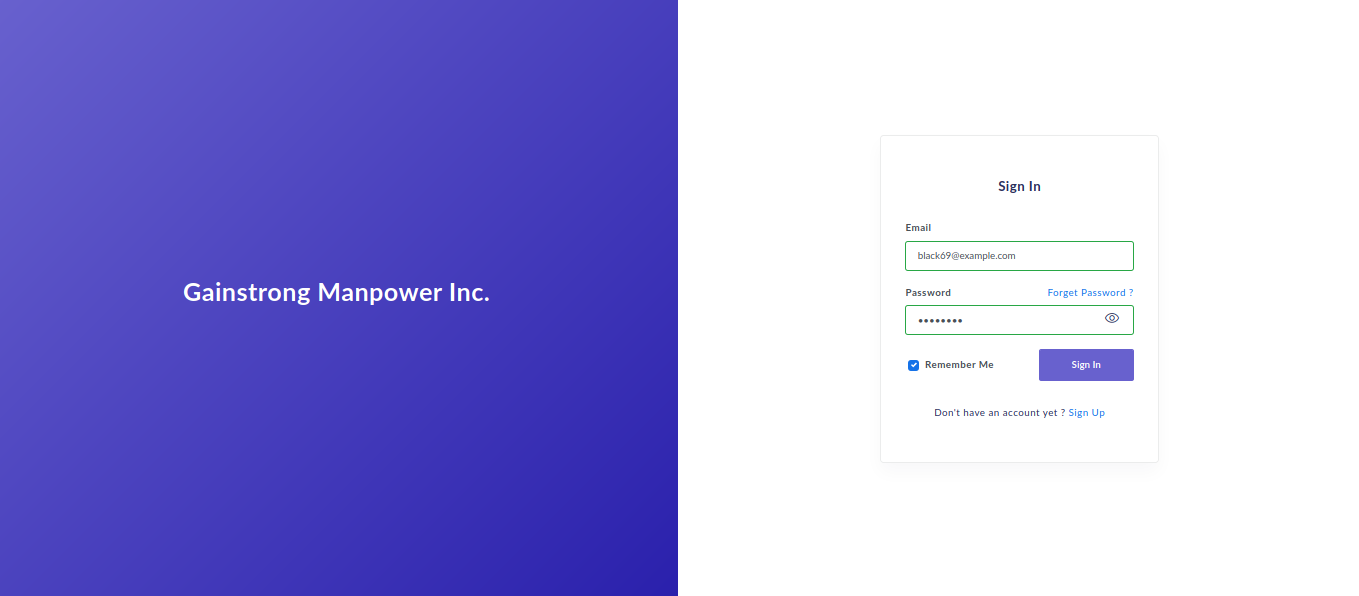 Gainstrong Manpower Inc.
Sign In
Email
black69@example.com
Password Forget Password ?
••••••••
Remember Me Sign In
Don't have an account yet ? Sign Up